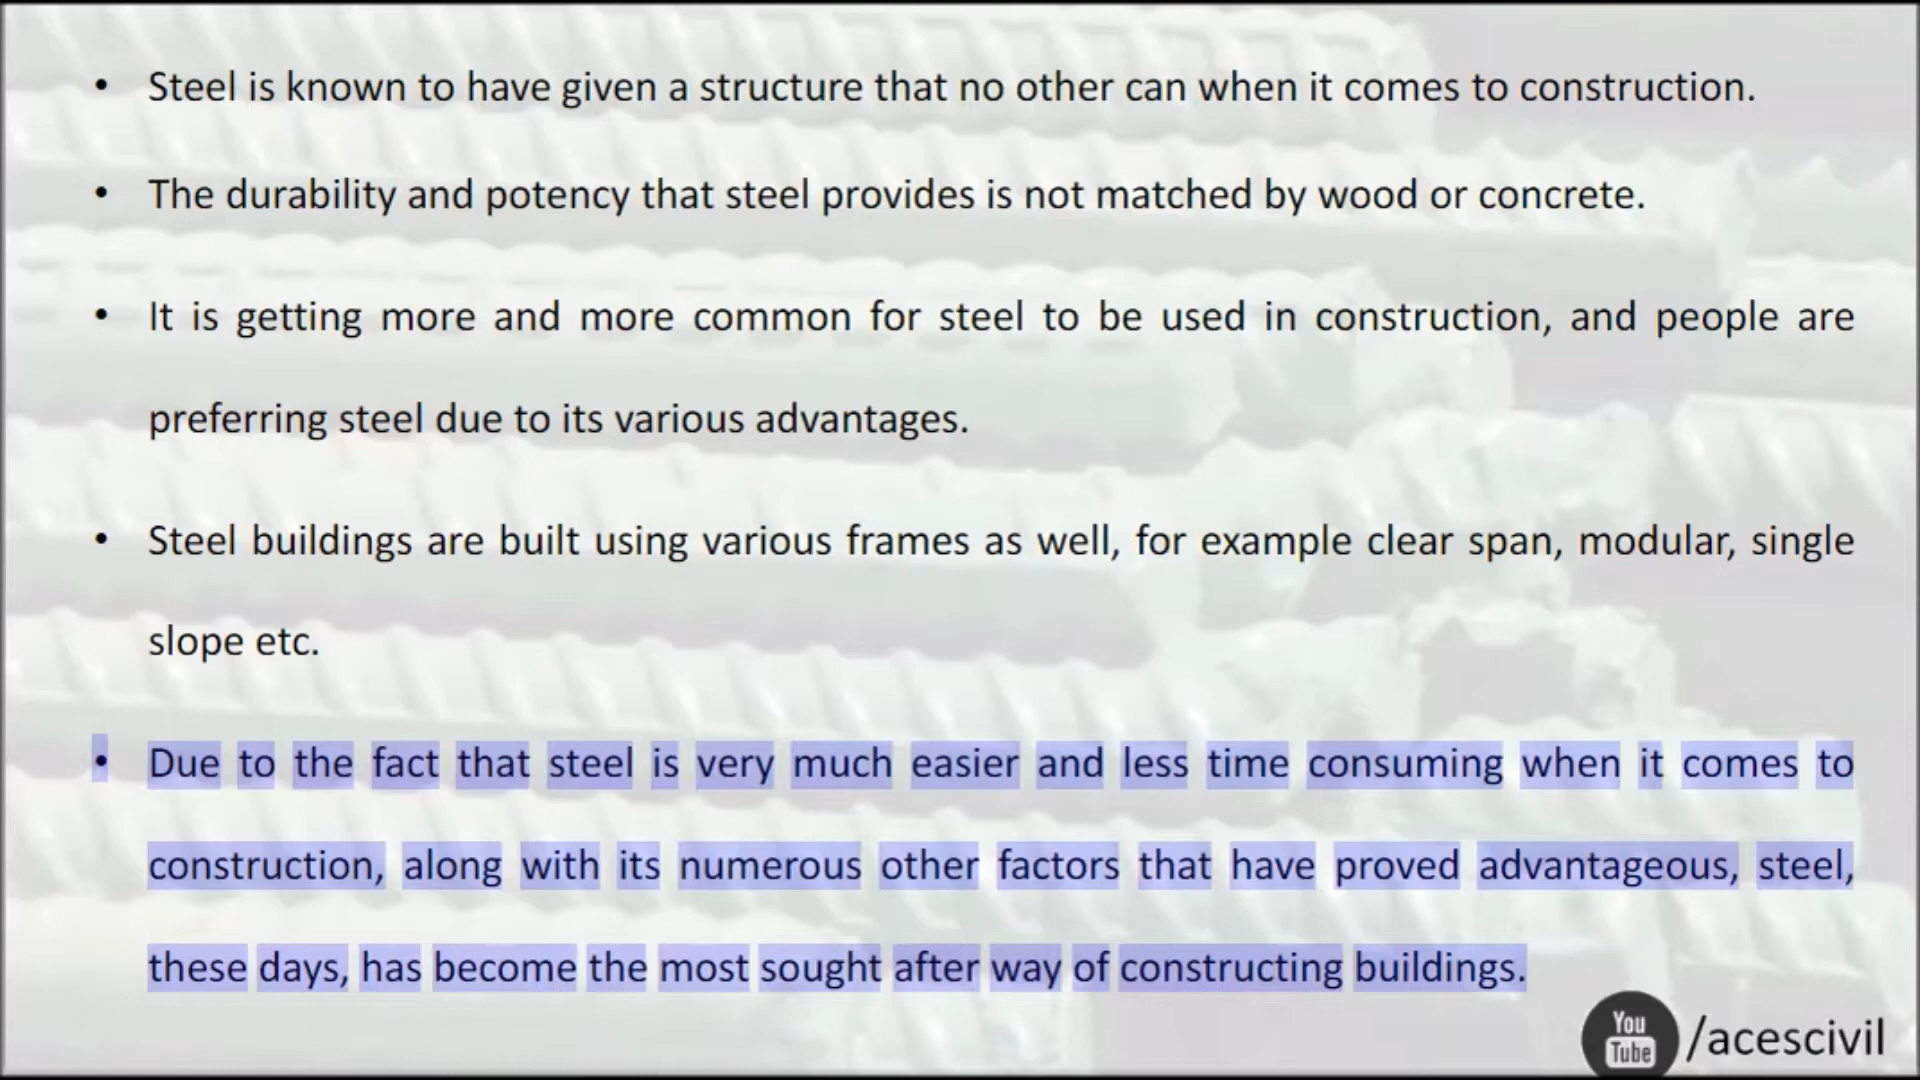 • Steel is known to have given a structure that no other can when it comes to construction.
• The durability and potency that steel provides is not matched by wood or concrete.
• It is getting more and more common for steel to be used in construction, and people are
preferring steel due to its various advantages.
• Steel buildings are built using various frames as well, for example clear span, modular, single
slope etc.
• Due to the fact that steel is very much easier and less time consuming when it comes to
construction, along with its numerous other factors that have proved advantageous, steel,
these days, has become the most sought after way of constructing buildings.
You
Tube
/acescivil